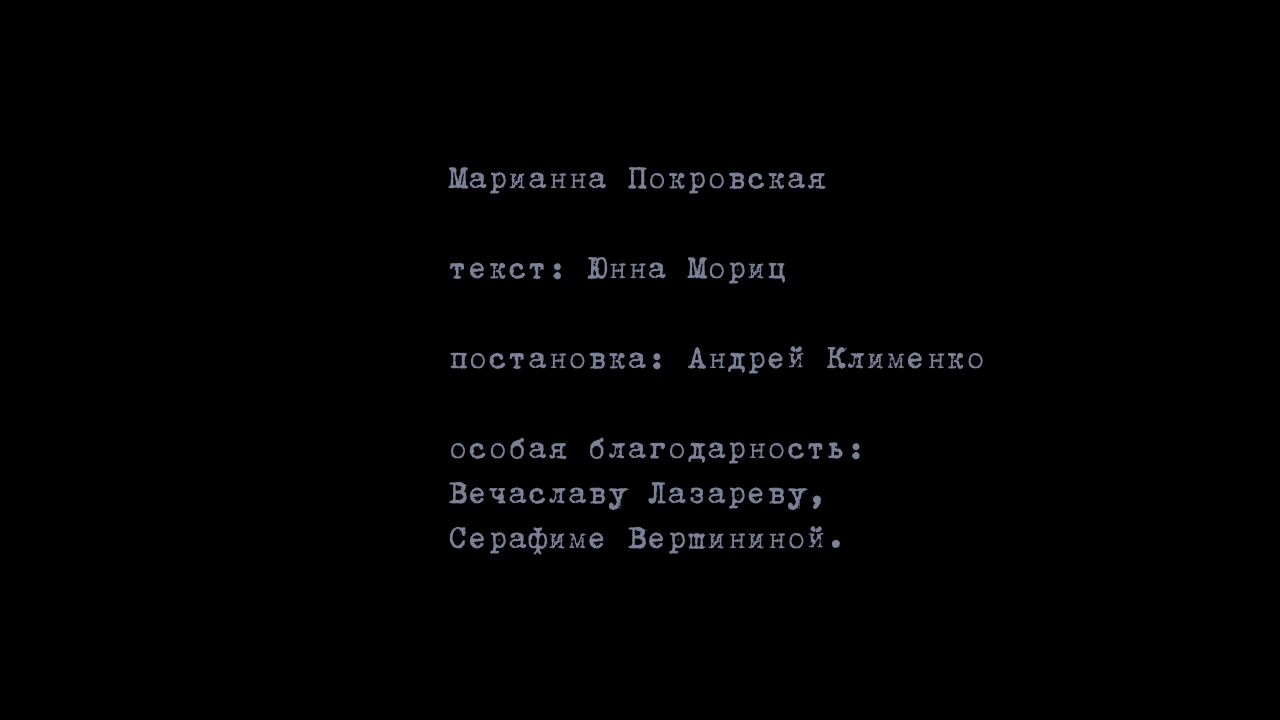 Марианна Покровская
текст: Юнна Мориц
постановка: Андрей Клименко
особая благодарность:
Вечаславу Лазареву,
Серафиме Вершининой.